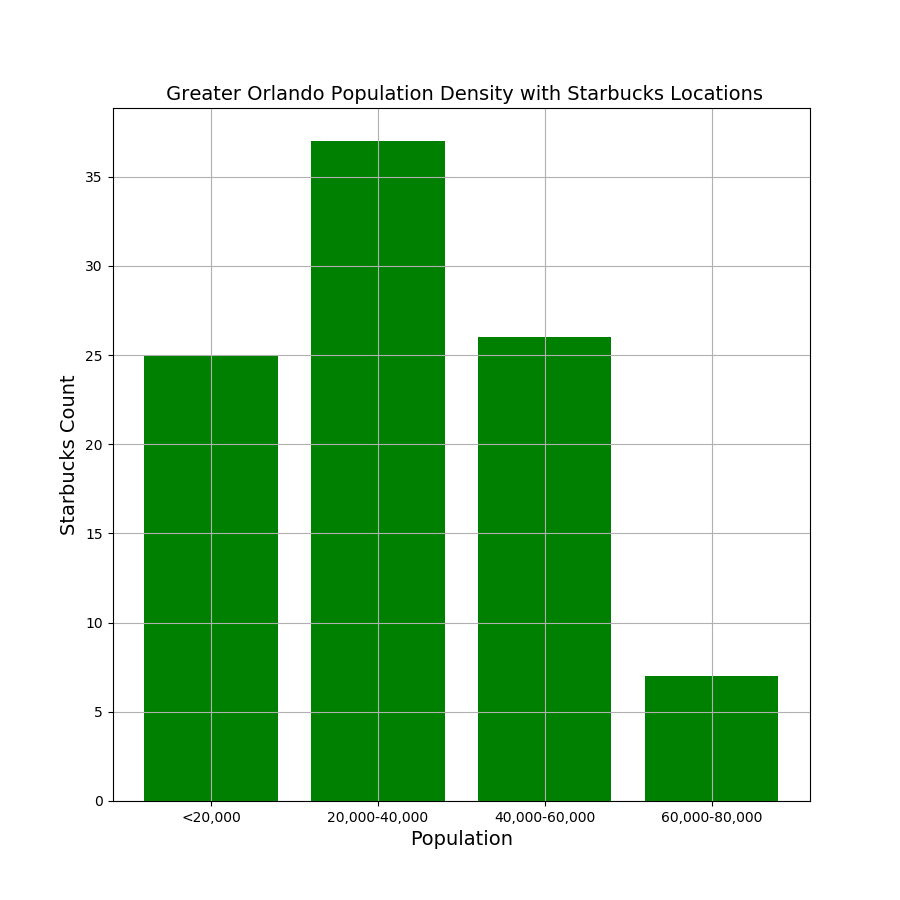 Greater Orlando Population Density with Starbucks Locations
35
30
25
20
15
10
5
0
Starbucks Count
<20,000 20,000-40,000 40,000-60,000 60,000-80,000
Population